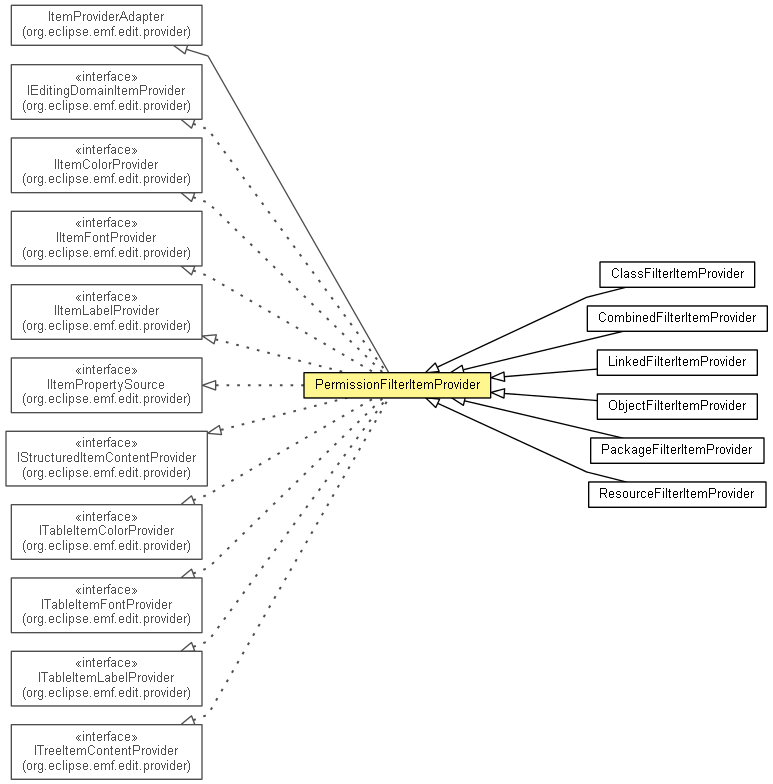 ItemProviderAdapter
(org.eclipse.emf.edit.provider)
«interface»
IEditingDomainItemProvider
(org.eclipse.emf.edit.provider)
«interface»
IItemColorProvider
(org.eclipse.emf.edit.provider)
«interface»
IItemFontProvider
(org.eclipse.emf.edit.provider)
«interface»
IItemLabelProvider
(org.eclipse.emf.edit.provider)
«interface»
IItemPropertySource
(org.eclipse.emf.edit.provider)
«interface»
IStructuredItemContentProvider
(org.eclipse.emf.edit.provider)
«interface»
ITableItemColorProvider
(org.eclipse.emf.edit.provider)
«interface»
ITableItemFontProvider
(org.eclipse.emf.edit.provider)
«interface»
ITableItemLabelProvider
(org.eclipse.emf.edit.provider)
«interface»
ITreeItemContentProvider
(org.eclipse.emf.edit.provider)
PermissionFilterItemProvider
ClassFilterItemProvider
CombinedFilterItemProvider
LinkedFilterItemProvider
ObjectFilterItemProvider
PackageFilterItemProvider
ResourceFilterItemProvider